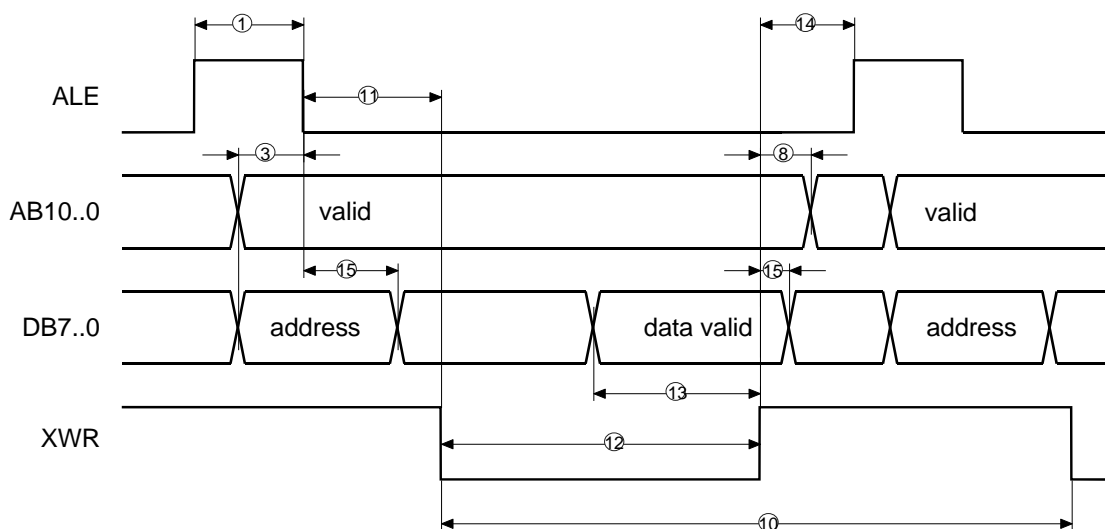 ① ⑭
ALE ⑪
③ ⑧
AB10..0 valid valid
⑮ ⑮
DB7..0 address data valid address
⑬
XWR ⑫
⑩